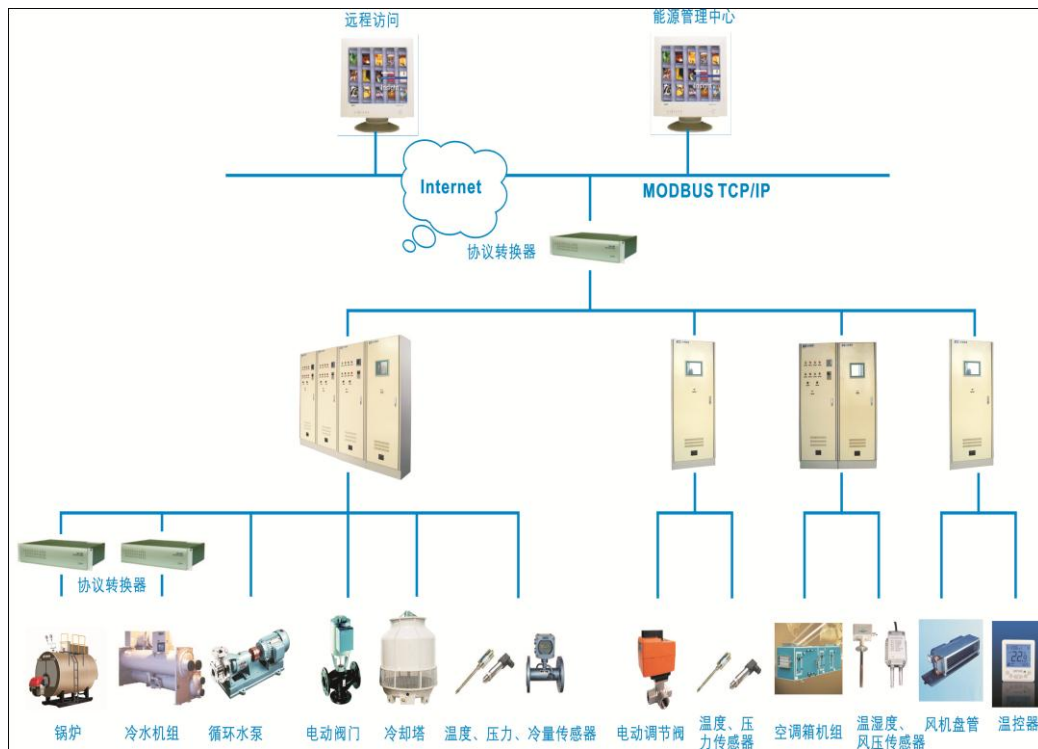 远程访问
能源管理中心
Internet
MODBUS TCP/IP
协议转换器
协议转换器
锅炉
冷水机组
循环水泵
电动阀门
冷却塔
温度、压力、冷量传感器
电动调节阀
温度、压
力传感器
空调箱机组
温湿度、
风压传感器
风机盘管
温控器